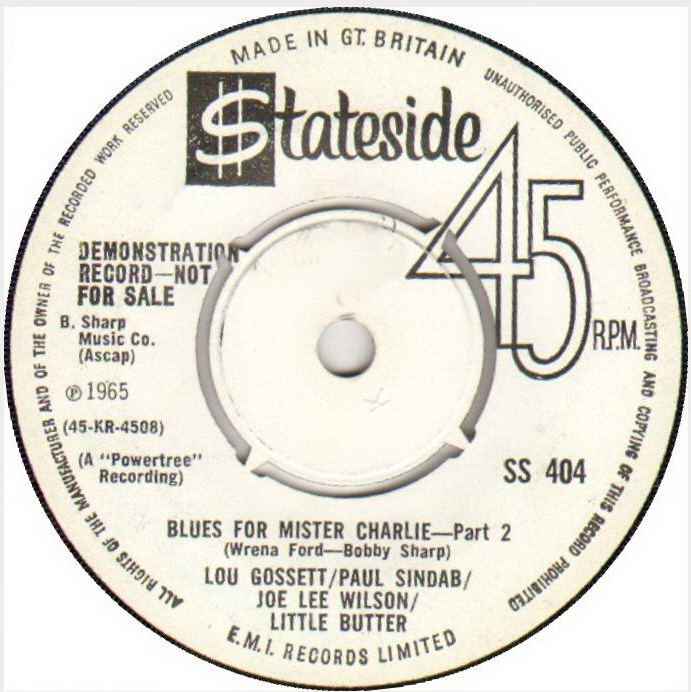 MADE IN GT. BRITAIN
UNAUTHORISED PUBLIC PERFORMANCE BROADCASTING AND COPYING OF THIS RECORD PROHIBITED
ALL RIGHTS OF THE MANUFACTURER AND OF THE OWNER OF THE RECORDED WORK RESERVED
$tateside
45
R.P.M.
DEMONSTRATION
RECORD—NOT
FOR SALE
B. Sharp
Music Co.
(Ascap)
℗ 1965
(45-KR-4508)
(A "Powertree"
Recording)
SS 404
BLUES FOR MISTER CHARLIE—Part 2
(Wrena Ford—Bobby Sharp)
LOU GOSSETT/PAUL SINDAB/
JOE LEE WILSON/
LITTLE BUTTER
E.M.I. RECORDS LIMITED